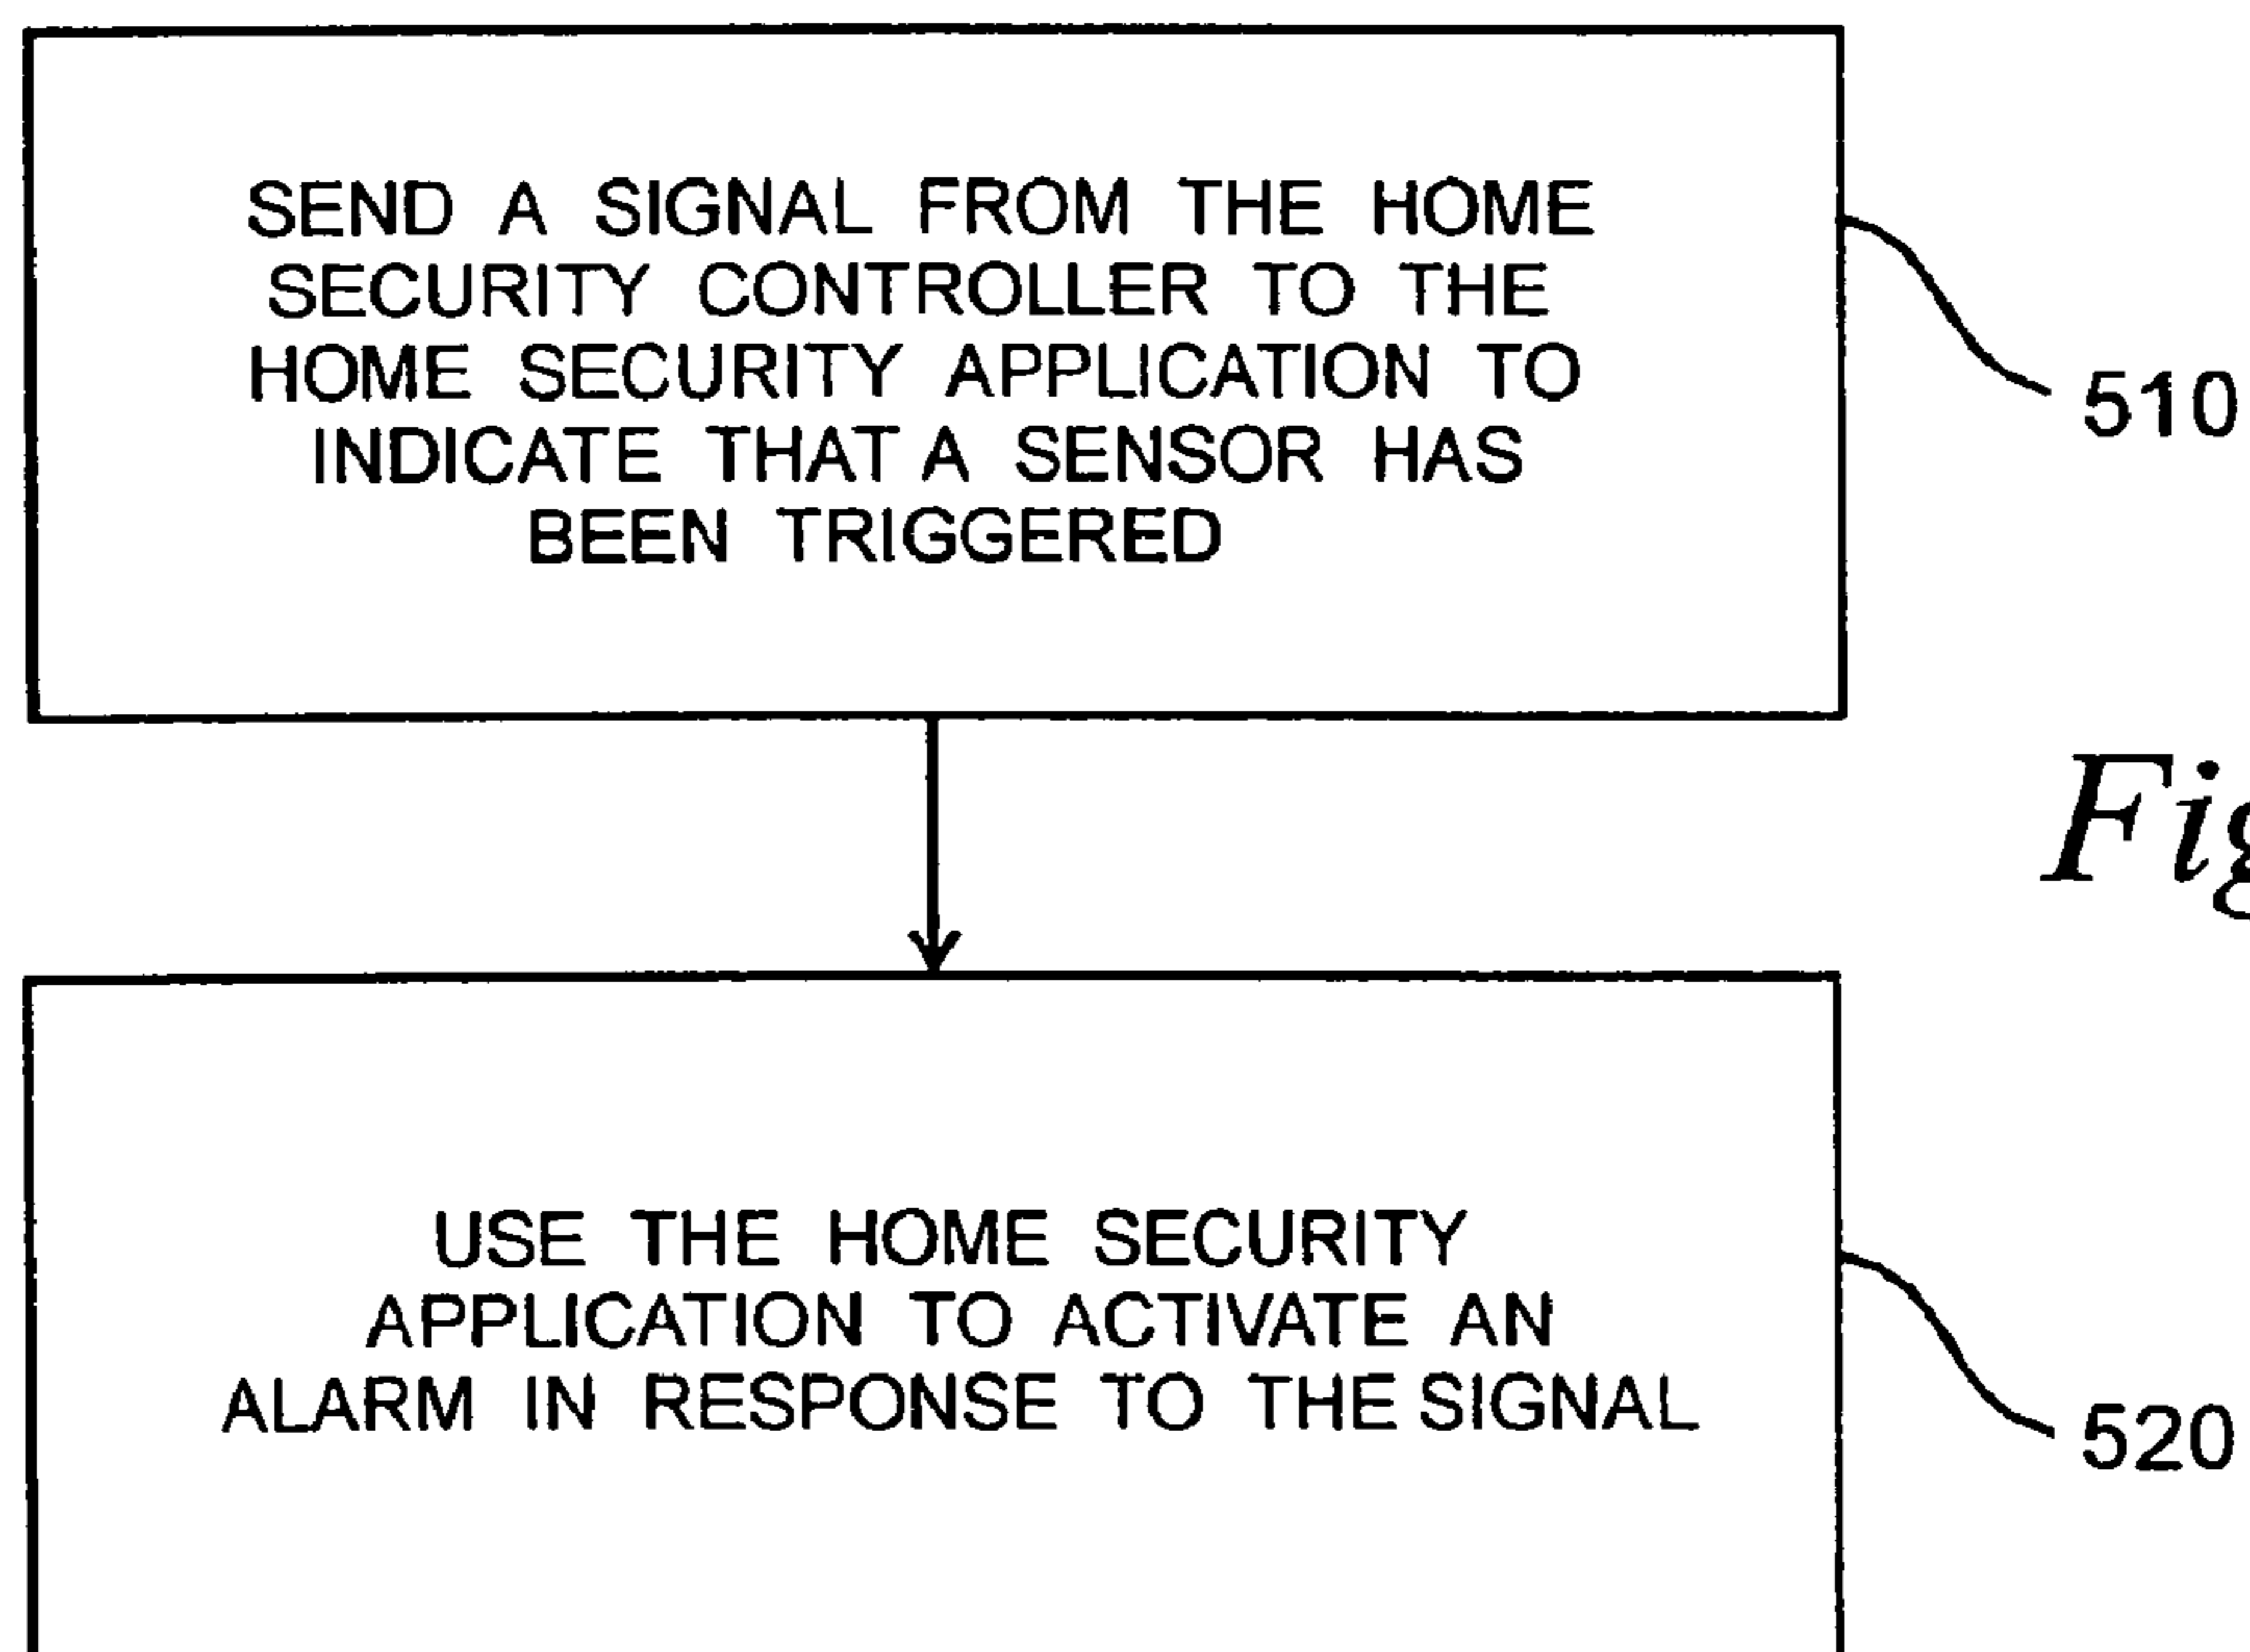 SEND A SIGNAL FROM THE HOME
SECURITY CONTROLLER TO THE
HOME SECURITY APPLICATION TO
INDICATE THAT A SENSOR HAS
BEEN TRIGGERED
510
Fig
USE THE HOME SECURITY
APPLICATION TO ACTIVATE AN
ALARM IN RESPONSE TO THE SIGNAL
520